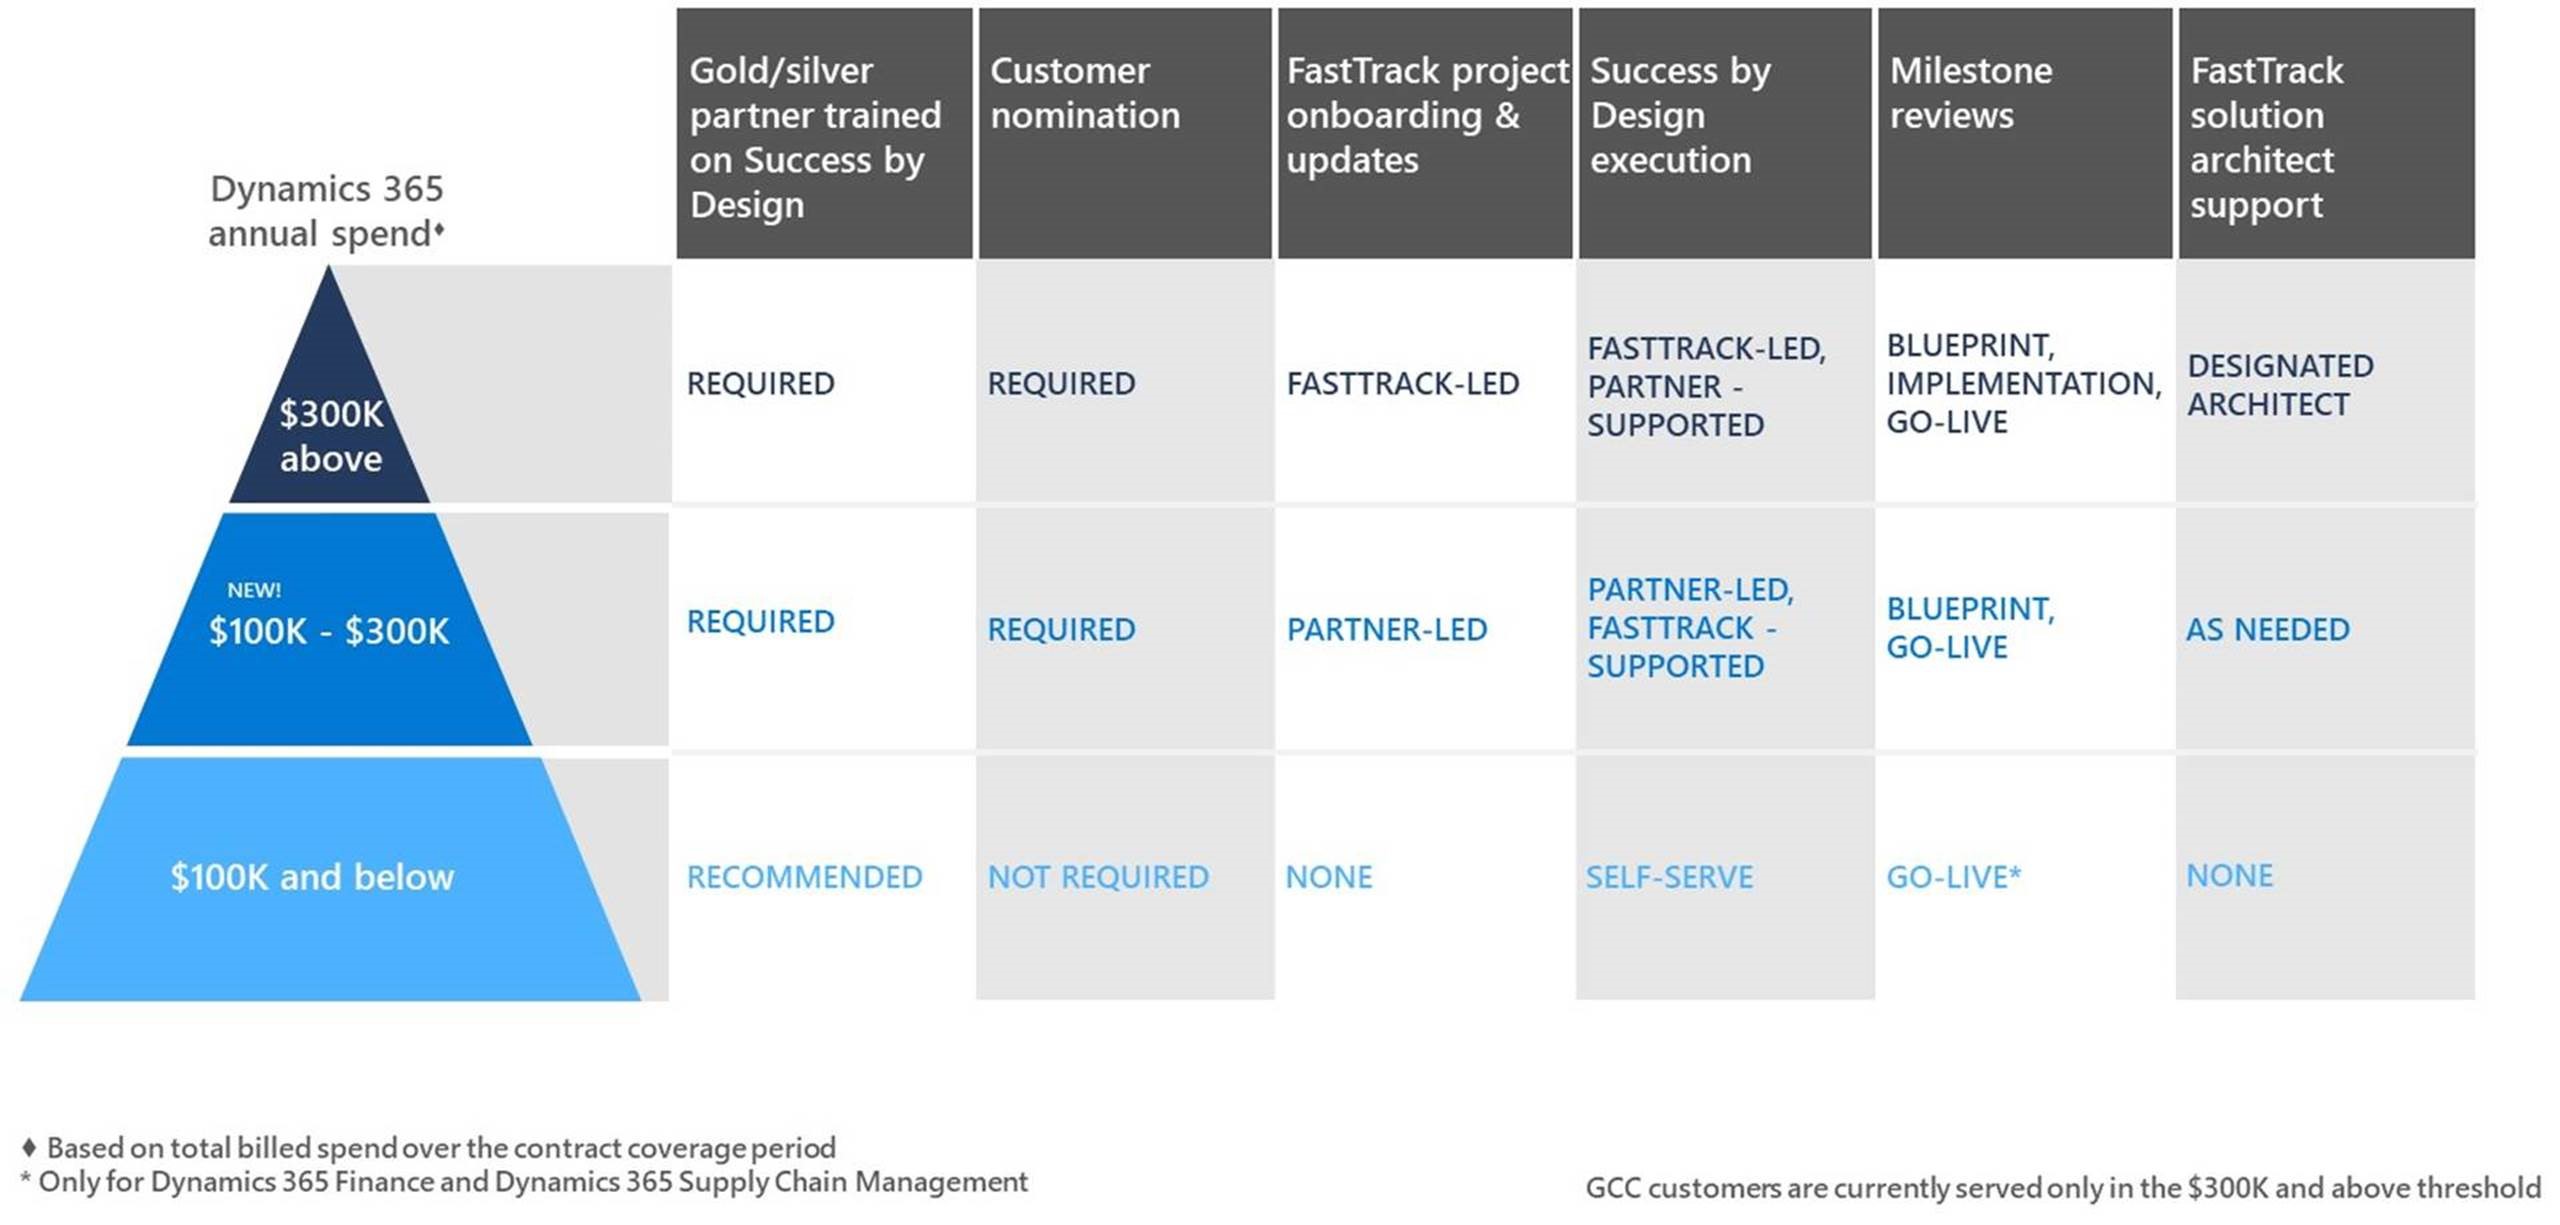 Dynamics 365
annual spend♦
Gold/silver
partner trained
on Success by
Design
Customer
nomination
FastTrack project
onboarding &
updates
Success by
Design
execution
Milestone
reviews
FastTrack
solution
architect
support
$300K
above
REQUIRED
REQUIRED
FASTTRACK-LED
FASTTRACK-LED,
PARTNER -
SUPPORTED
BLUEPRINT,
IMPLEMENTATION,
GO-LIVE
DESIGNATED
ARCHITECT
NEW!
$100K - $300K
REQUIRED
REQUIRED
PARTNER-LED
PARTNER-LED,
FASTTRACK -
SUPPORTED
BLUEPRINT,
GO-LIVE
AS NEEDED
$100K and below
RECOMMENDED
NOT REQUIRED
NONE
SELF-SERVE
GO-LIVE*
NONE
♦ Based on total billed spend over the contract coverage period
* Only for Dynamics 365 Finance and Dynamics 365 Supply Chain Management
GCC customers are currently served only in the $300K and above threshold